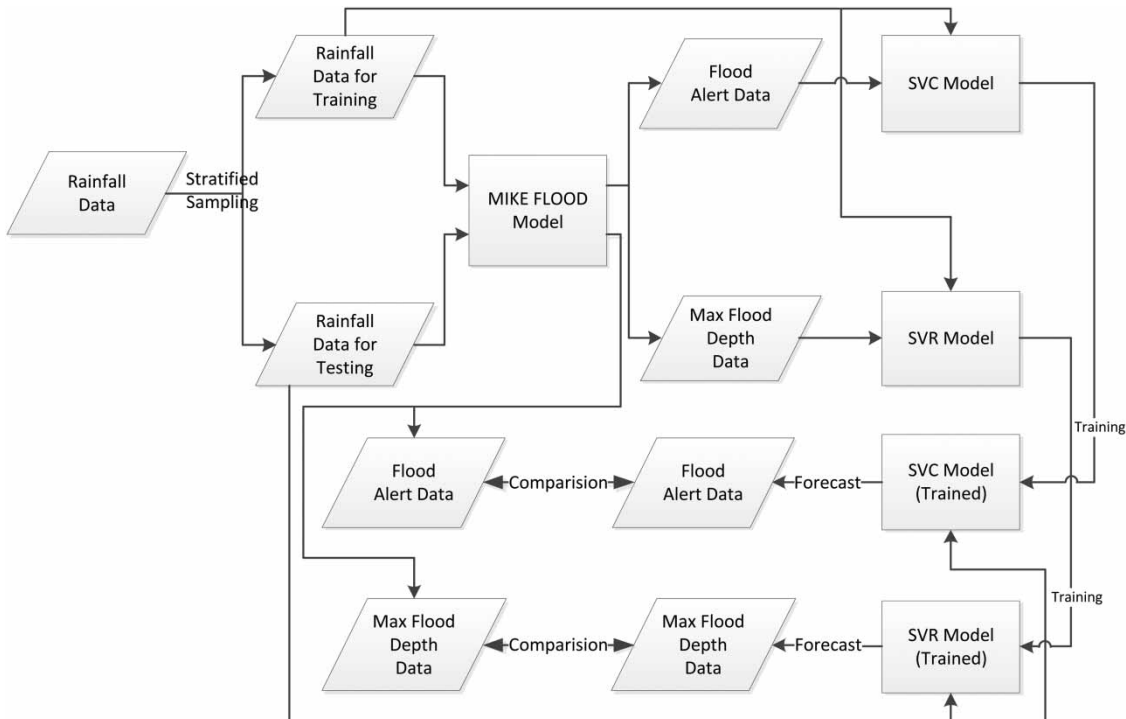 Rainfall
Data for
Training
Flood
Alert Data
SVC Model
Rainfall
Data
Stratified
Sampling
MIKE FLOOD
Model
Rainfall
Data for
Testing
Max Flood
Depth
Data
SVR Model
Training
Flood
Alert Data
Comparision
Flood
Alert Data
Forecast
SVC Model
(Trained)
Training
Max Flood
Depth
Data
Comparision
Max Flood
Depth
Data
Forecast
SVR Model
(Trained)